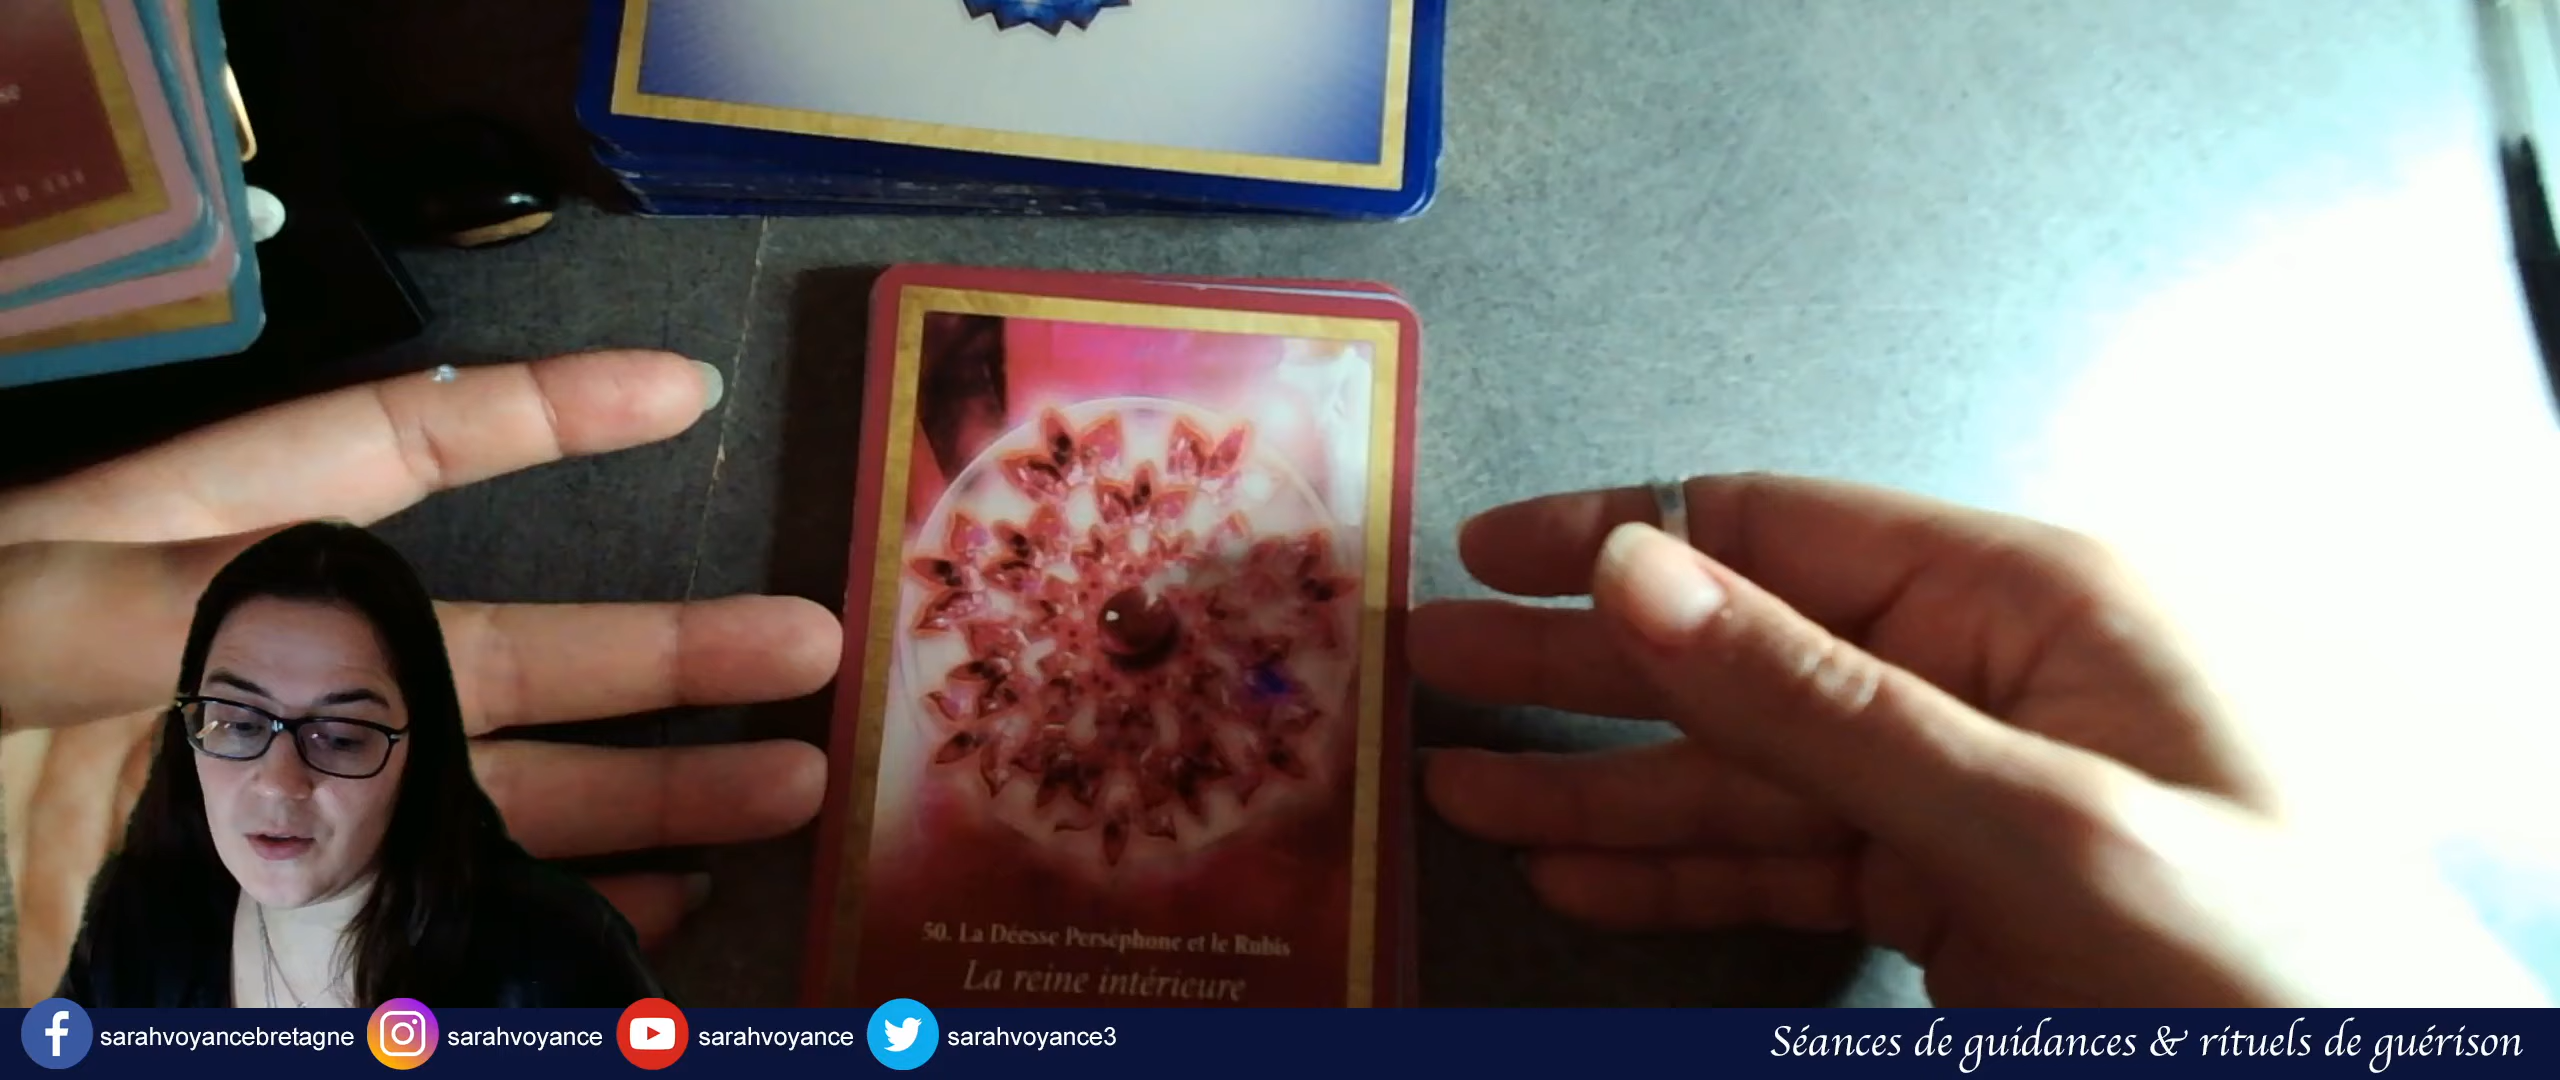 50. La Déesse Perséphone et le Rubis
La reine intérieure
sarahvoyancebretagne
sarahvoyance
sarahvoyance
sarahvoyance3
Séances de guidances & rituels de guérison